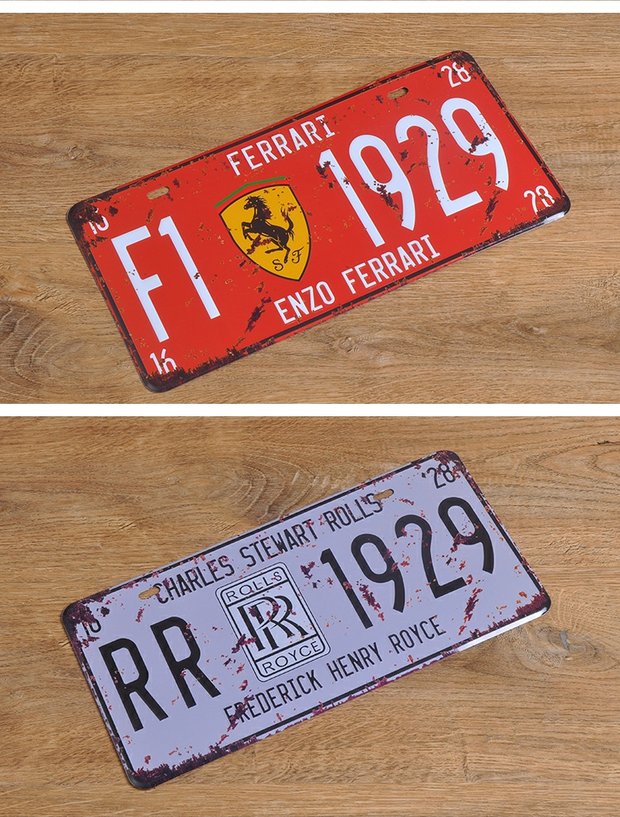 28
FERRARI
F1 1929
S F
ENZO FERRARI
16 28
28
CHARLES STEWART ROLLS
RR 1929
ROLLS
RR
ROYCE
FREDERICK HENRY ROYCE